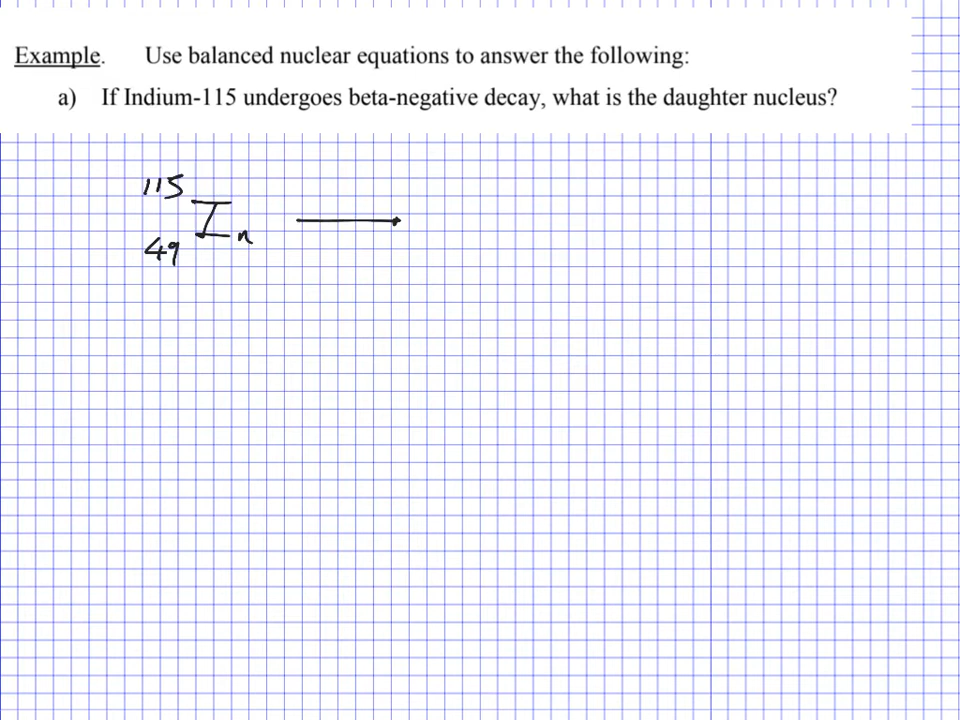 Example. Use balanced nuclear equations to answer the following:
a) If Indium-115 undergoes beta-negative decay, what is the daughter nucleus?
115
In
49